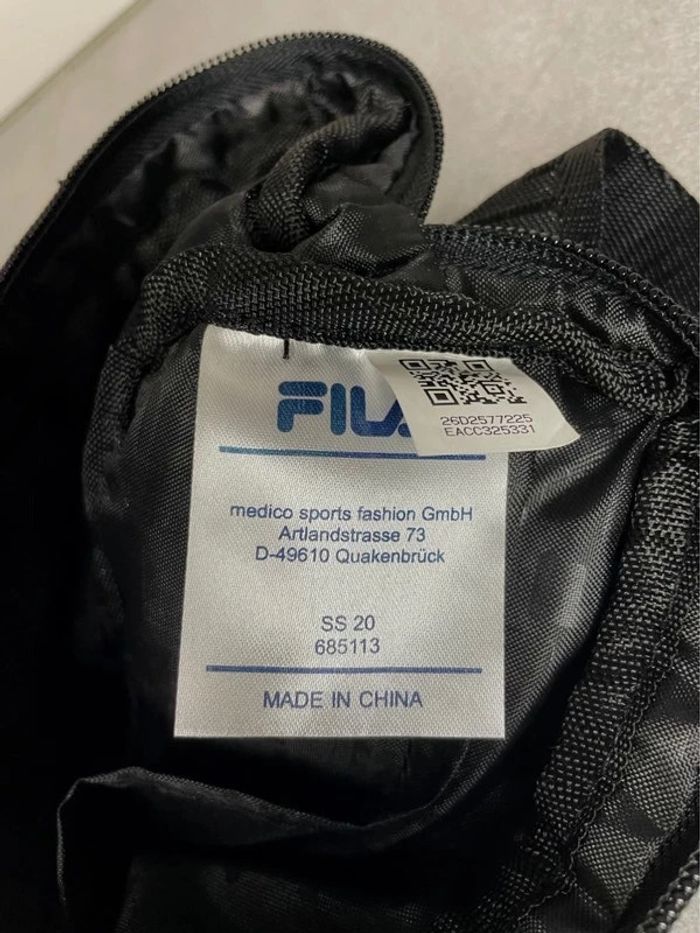 FILA
26D2577225
EACC325331
medico sports fashion GmbH
Artlandstrasse 73
D-49610 Quakenbrück
SS 20
685113
MADE IN CHINA